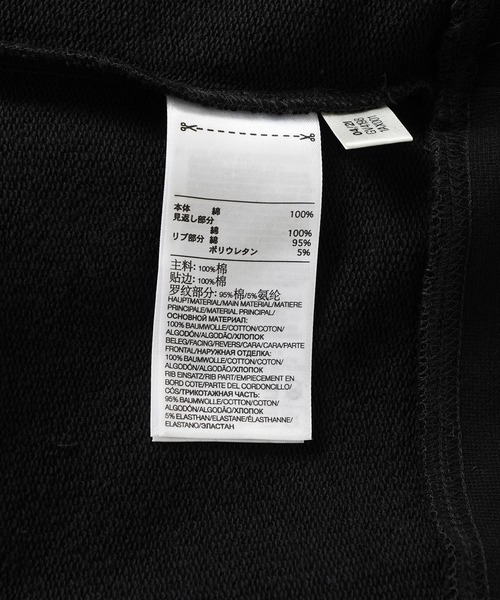 本体 綿 100%
見返し部分
綿 100%
リブ部分 綿 95%
ポリウレタン 5%
主料: 100%棉
贴边: 100%棉
罗纹部分: 95%棉/5%氨纶
HAUPTMATERIAL/MAIN MATERIAL/MATIERE
PRINCIPALE/MATERIAL PRINCIPAL/
ОСНОВНОЙ МАТЕРИАЛ:
100% BAUMWOLLE/COTTON/COTON/
ALGODÓN/ALGODÃO/ХЛОПОК
BELEG/FACING/REVERS/CARA/CARA/PARTE
FRONTAL/НАРУЖНАЯ ОТДЕЛКА:
100% BAUMWOLLE/COTTON/COTON/
ALGODÓN/ALGODÃO/ХЛОПОК
RIB EINSATZ/RIB PART/EMPIECEMENT EN
BORD COTE/PARTE DEL CORDONCILLO/
CÓS/ТРИКОТАЖНАЯ ЧАСТЬ:
95% BAUMWOLLE/COTTON/COTON/
ALGODÓN/ALGODÃO/ХЛОПОК
5% ELASTHAN/ELASTANE/ÉLASTHANNE/
ELASTANO/ЭЛАСТАН
04/21